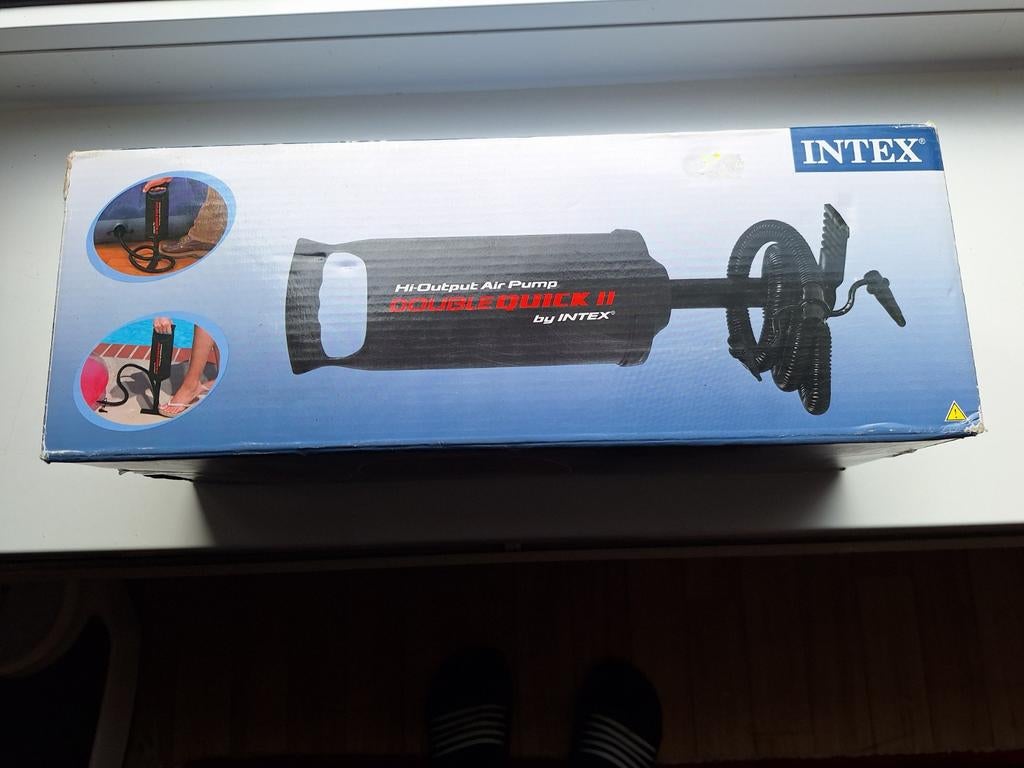 INTEX®
Hi-Output Air Pump
DOUBLE QUICK II
by INTEX®